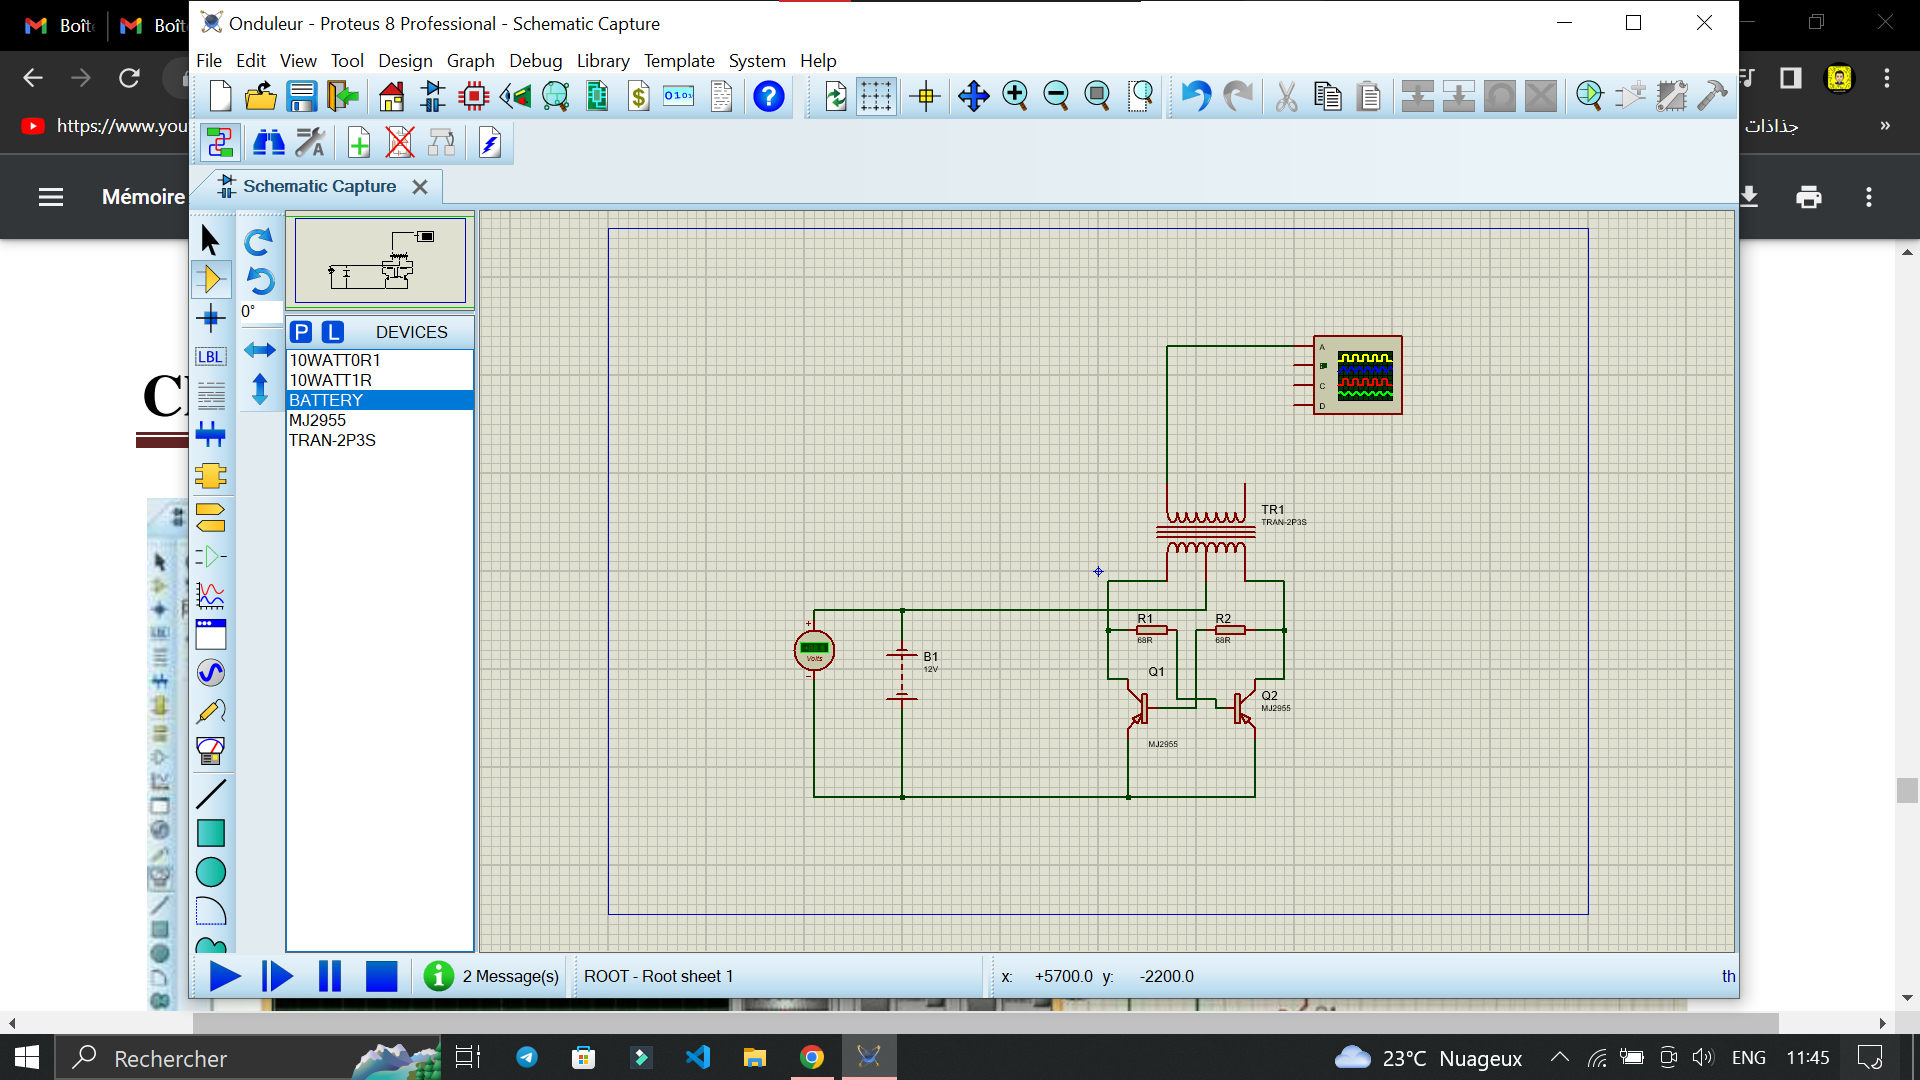 Boît
Boît
Onduleur - Proteus 8 Professional - Schematic Capture
File Edit View Tool Design Graph Debug Library Template System Help
https://www.you
جذاذات
»
Schematic Capture
Mémoire
0°
P L DEVICES
LBL
10WATT0R1
10WATT1R
BATTERY
MJ2955
TRAN-2P3S
A
B
C
D
TR1
TRAN-2P3S
R1
68R
R2
68R
+
Volts
-
B1
12V
Q1
MJ2955
Q2
MJ2955
2 Message(s)
ROOT - Root sheet 1
x: +5700.0 y: -2200.0
th
Rechercher
23°C Nuageux
ENG
11:45